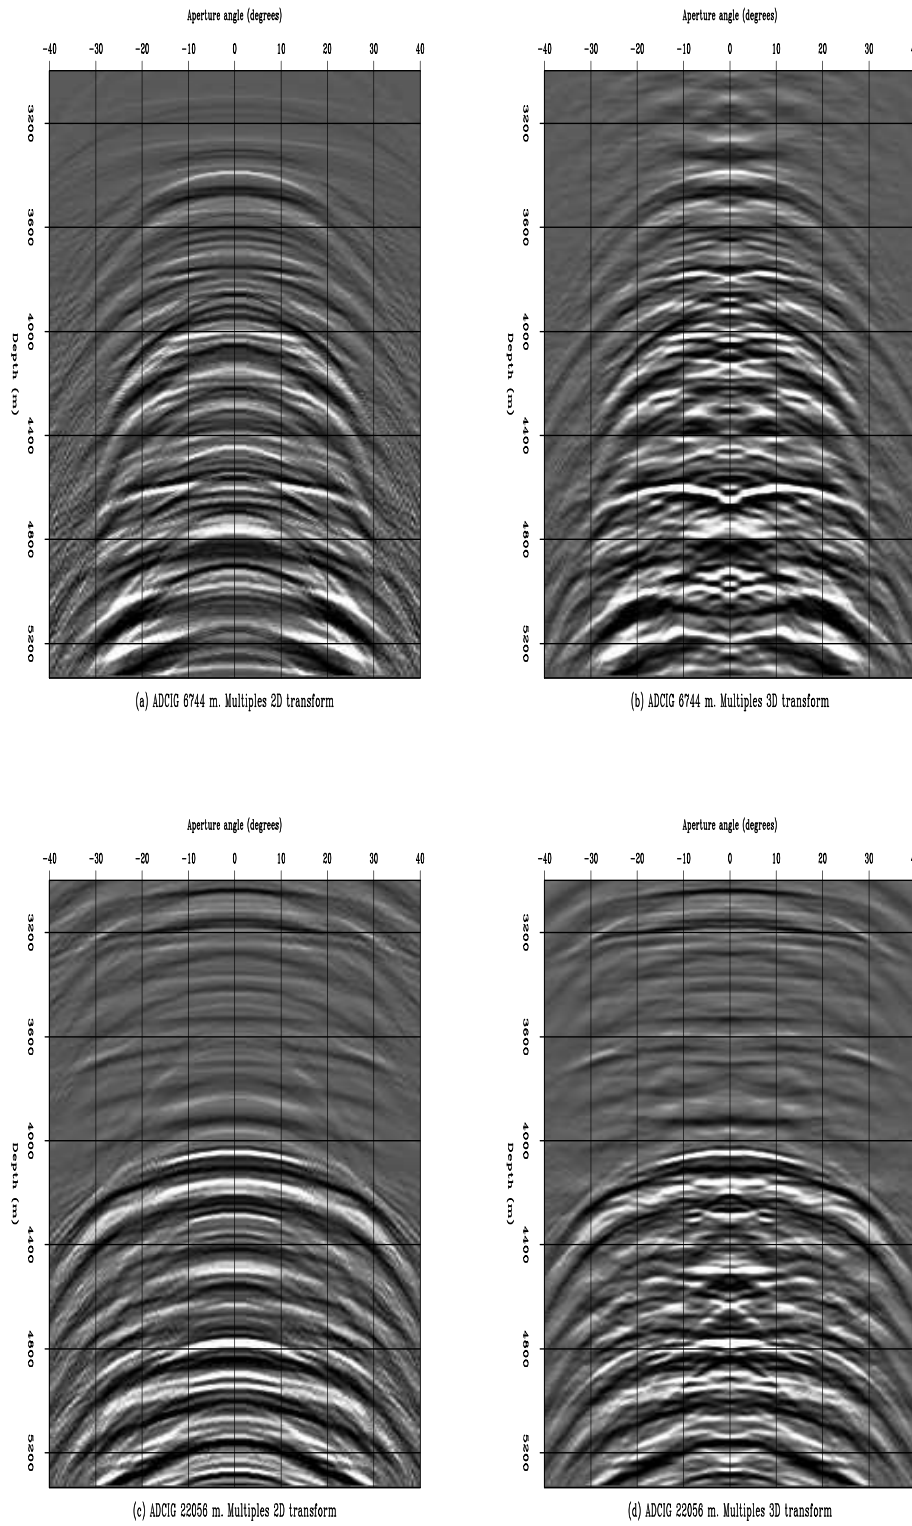 Aperture angle (degrees)
-40 -30 -20 -10 0 10 20 30 40
3200
3600
4000
4400
4800
5200
Depth (m)
(a) ADCIG 6744 m. Multiples 2D transform
Aperture angle (degrees)
-40 -30 -20 -10 0 10 20 30
3200
3600
4000
4400
4800
5200
Depth (m)
(b) ADCIG 6744 m. Multiples 3D transform
Aperture angle (degrees)
-40 -30 -20 -10 0 10 20 30 40
3200
3600
4000
4400
4800
5200
Depth (m)
(c) ADCIG 22056 m. Multiples 2D transform
Aperture angle (degrees)
-40 -30 -20 -10 0 10 20 30
3200
3600
4000
4400
4800
5200
Depth (m)
(d) ADCIG 22056 m. Multiples 3D transform